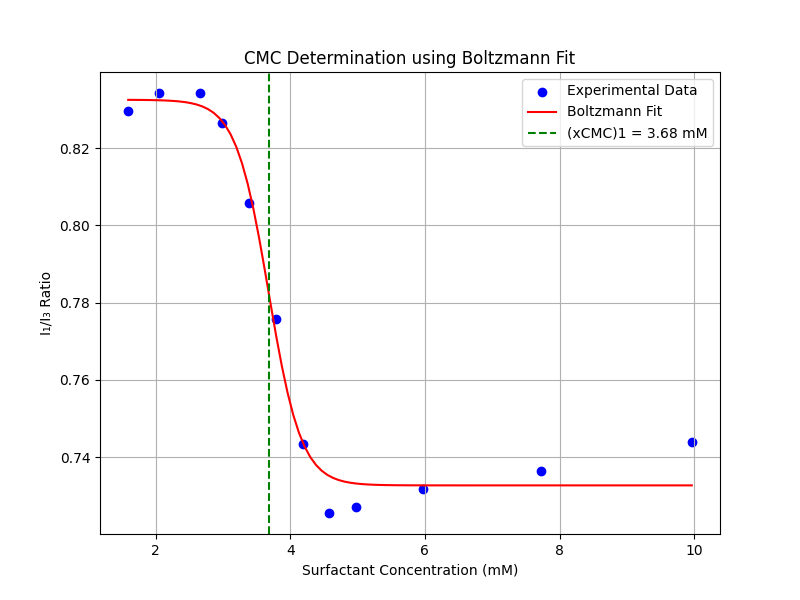 CMC Determination using Boltzmann Fit
Experimental Data
Boltzmann Fit
(xCMC)1 = 3.68 mM
0.82
0.80
0.78
0.76
0.74
I₁/I₃ Ratio
2
4
6
8
10
Surfactant Concentration (mM)